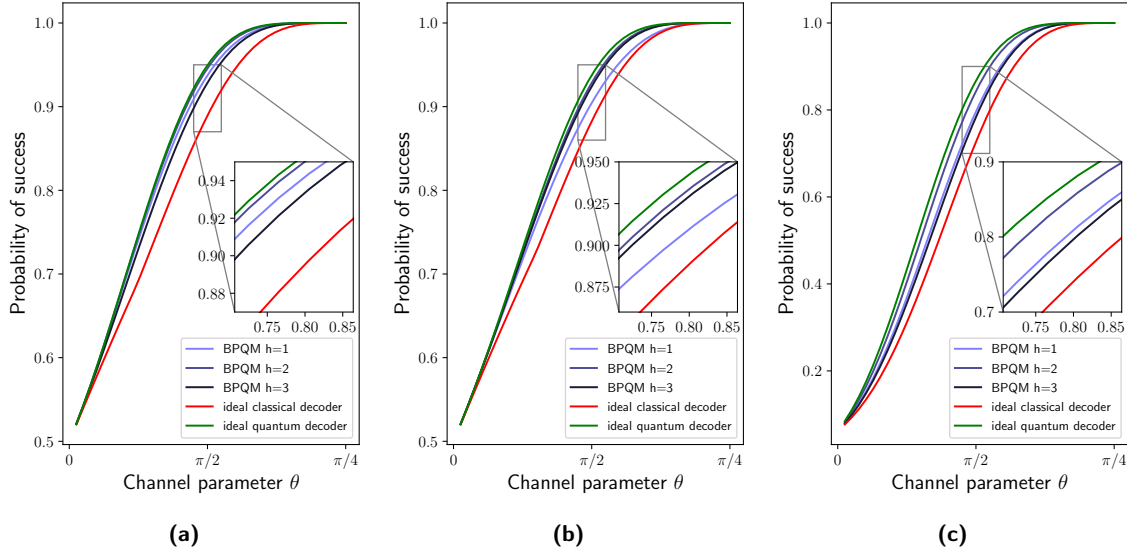 1.0
0.9
0.8
0.7
0.6
0.5
Probability of success
0.94
0.92
0.90
0.88
0.75 0.80 0.85
BPQM h=1
BPQM h=2
BPQM h=3
ideal classical decoder
ideal quantum decoder
0 π/2 π/4
Channel parameter θ
(a)
1.0
0.9
0.8
0.7
0.6
0.5
Probability of success
0.950
0.925
0.900
0.875
0.75 0.80 0.85
BPQM h=1
BPQM h=2
BPQM h=3
ideal classical decoder
ideal quantum decoder
0 π/2 π/4
Channel parameter θ
(b)
1.0
0.8
0.6
0.4
0.2
Probability of success
0.9
0.8
0.7
0.75 0.80 0.85
BPQM h=1
BPQM h=2
BPQM h=3
ideal classical decoder
ideal quantum decoder
0 π/2 π/4
Channel parameter θ
(c)